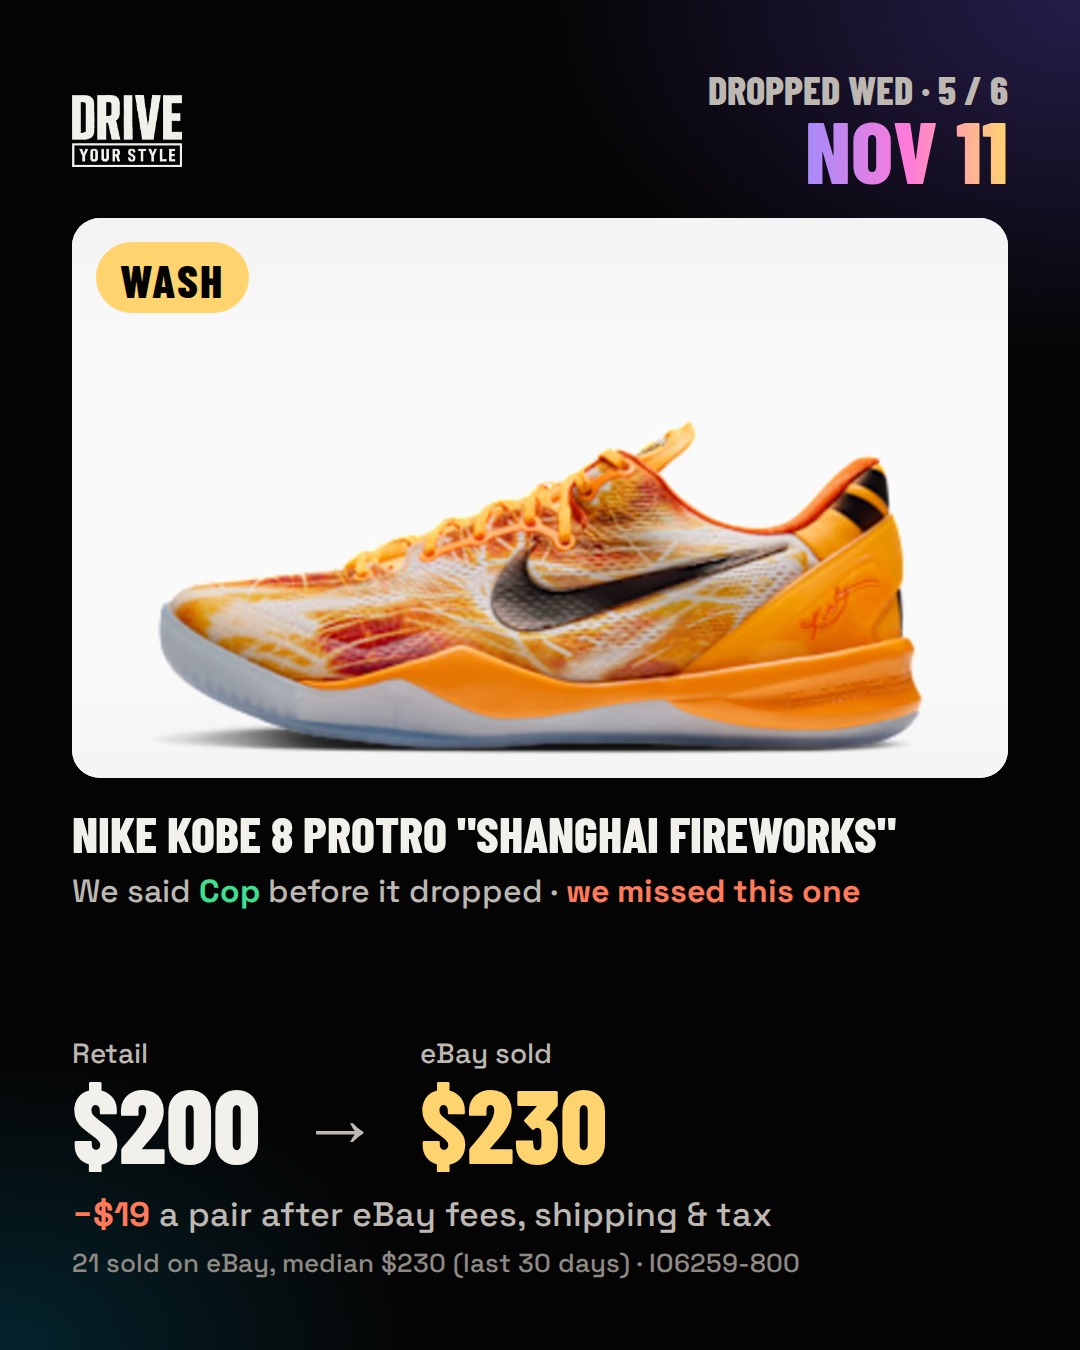 DRIVE
YOUR STYLE
DROPPED WED · 5 / 6
NOV 11
WASH
NIKE KOBE 8 PROTRO "SHANGHAI FIREWORKS"
We said Cop before it dropped · we missed this one
Retail
eBay sold
$200 → $230
−$19 a pair after eBay fees, shipping & tax
21 sold on eBay, median $230 (last 30 days) · IO6259-800